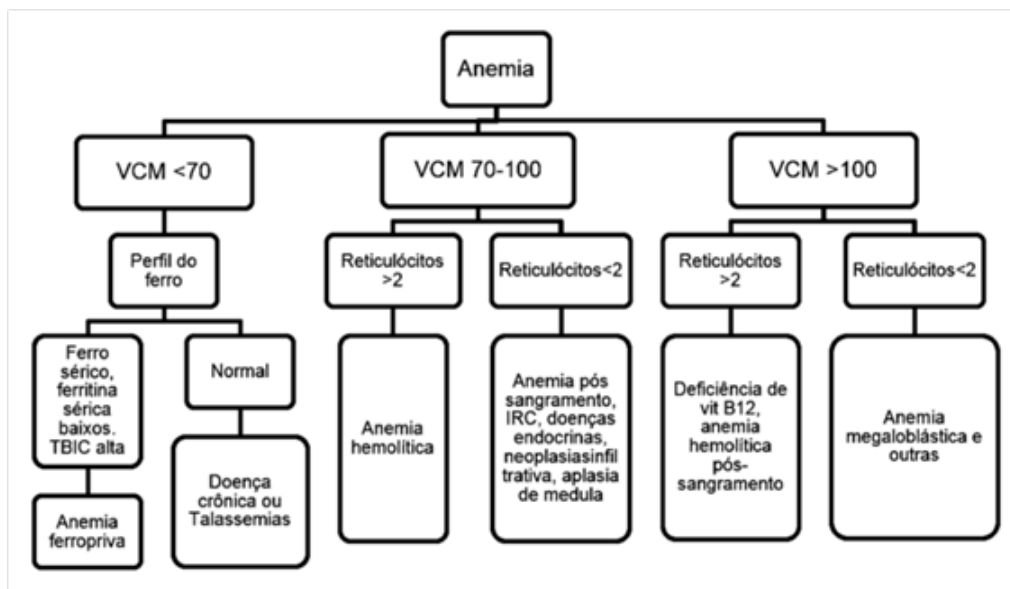 Anemia
VCM <70
VCM 70-100
VCM >100
Perfil do
ferro
Reticulócitos
>2
Reticulócitos<2
Reticulócitos
>2
Reticulócitos<2
Ferro
sérico,
ferritina
sérica
baixos.
TBIC alta
Normal
Anemia
hemolítica
Anemia pós
sangramento,
IRC, doenças
endocrinas,
neoplasiasinfil
trativa, aplasia
de medula
Deficiência de
vit B12,
anemia
hemolítica
pós-
sangramento
Anemia
megaloblástica e
outras
Anemia
ferropriva
Doença
crônica ou
Talassemias